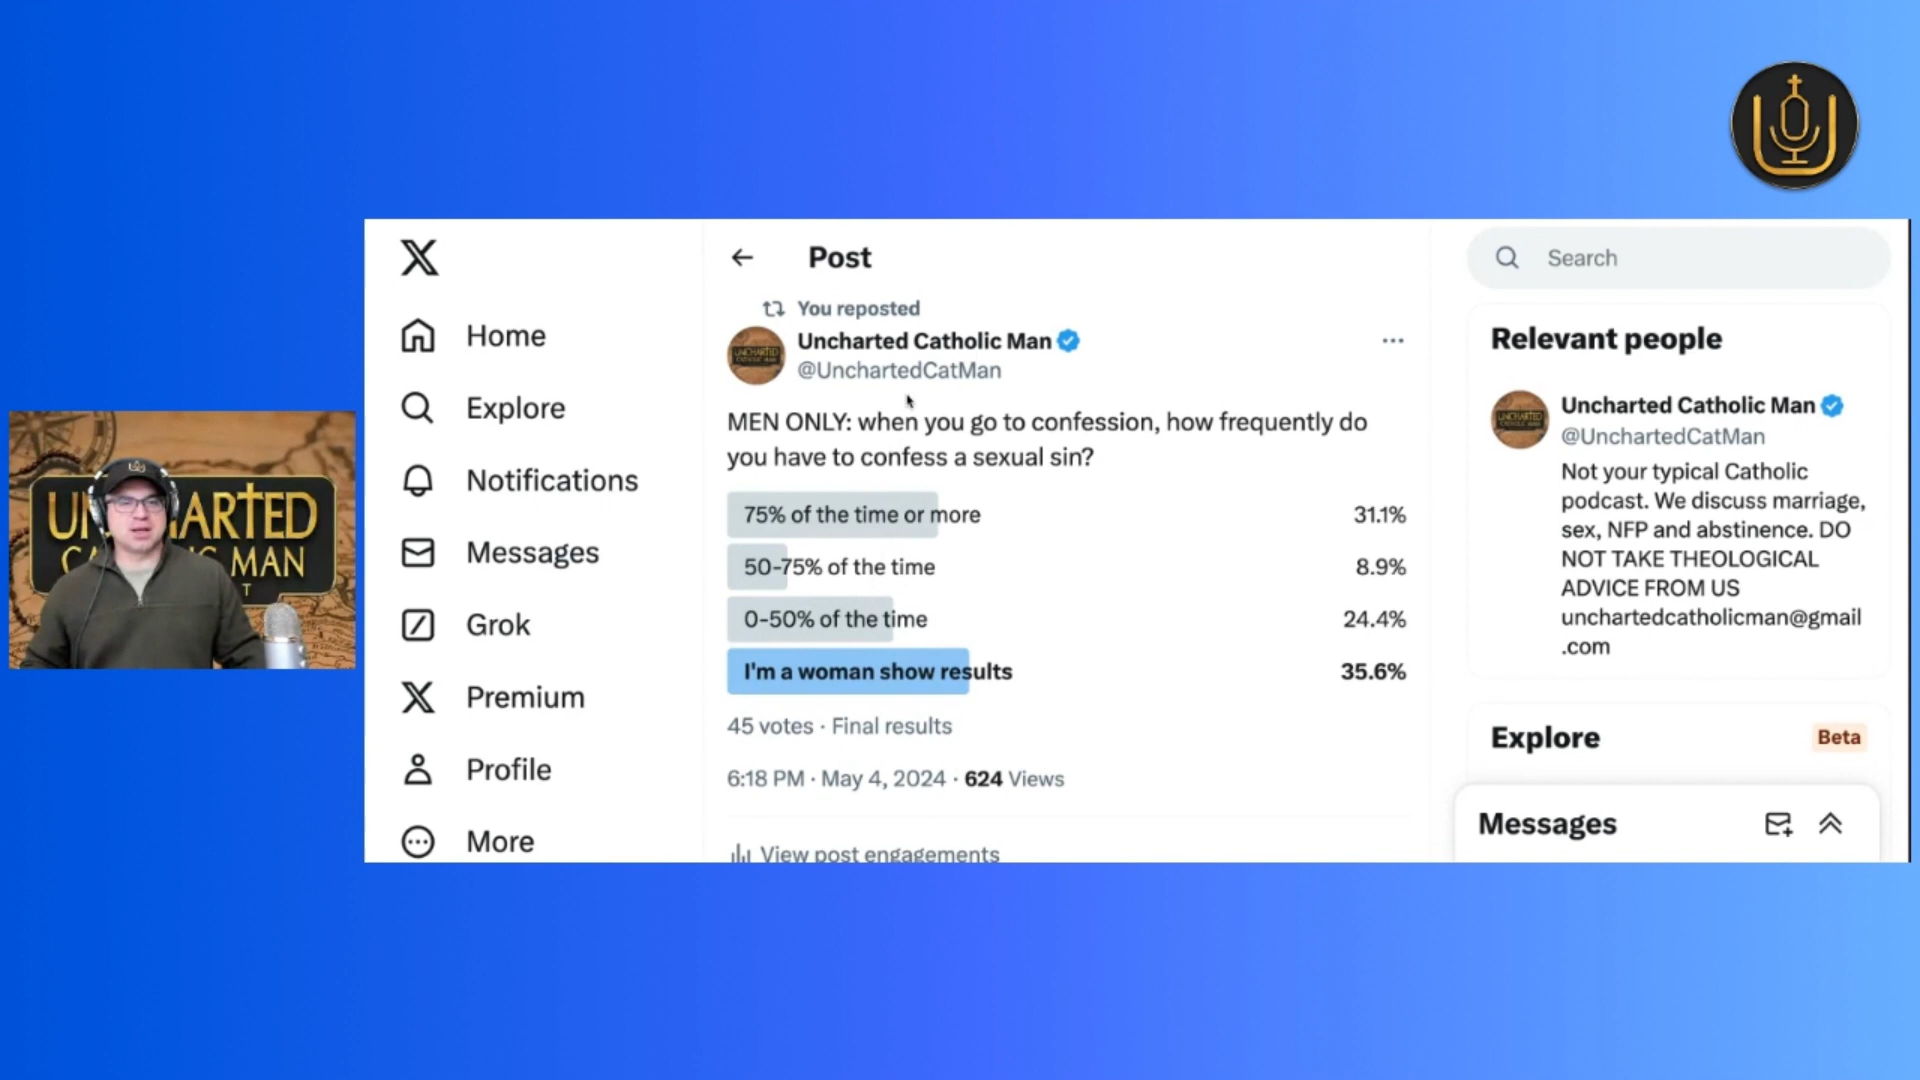 Home
Explore
Notifications
Messages
Grok
Premium
Profile
More
Post
You reposted
Uncharted Catholic Man
@UnchartedCatMan
MEN ONLY: when you go to confession, how frequently do
you have to confess a sexual sin?
75% of the time or more 31.1%
50-75% of the time 8.9%
0-50% of the time 24.4%
I'm a woman show results 35.6%
45 votes · Final results
6:18 PM · May 4, 2024 · 624 Views
View post engagements
Search
Relevant people
Uncharted Catholic Man
@UnchartedCatMan
Not your typical Catholic
podcast. We discuss marriage,
sex, NFP and abstinence. DO
NOT TAKE THEOLOGICAL
ADVICE FROM US
unchartedcatholicman@gmail
.com
Explore
Beta
Messages
MAN